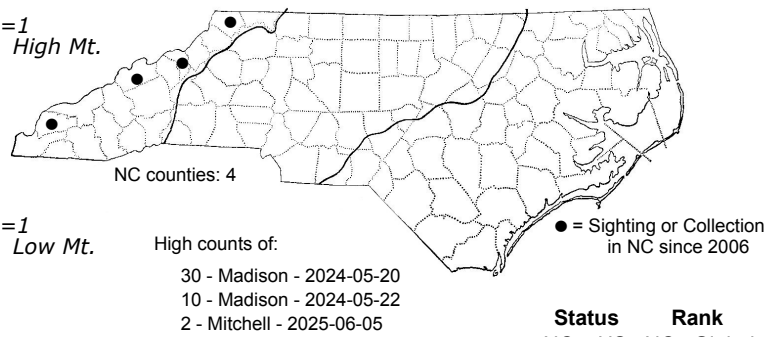 =1
High Mt.
NC counties: 4
=1
Low Mt.
High counts of:
30 - Madison - 2024-05-20
10 - Madison - 2024-05-22
2 - Mitchell - 2025-06-05
● = Sighting or Collection
in NC since 2006
Status Rank